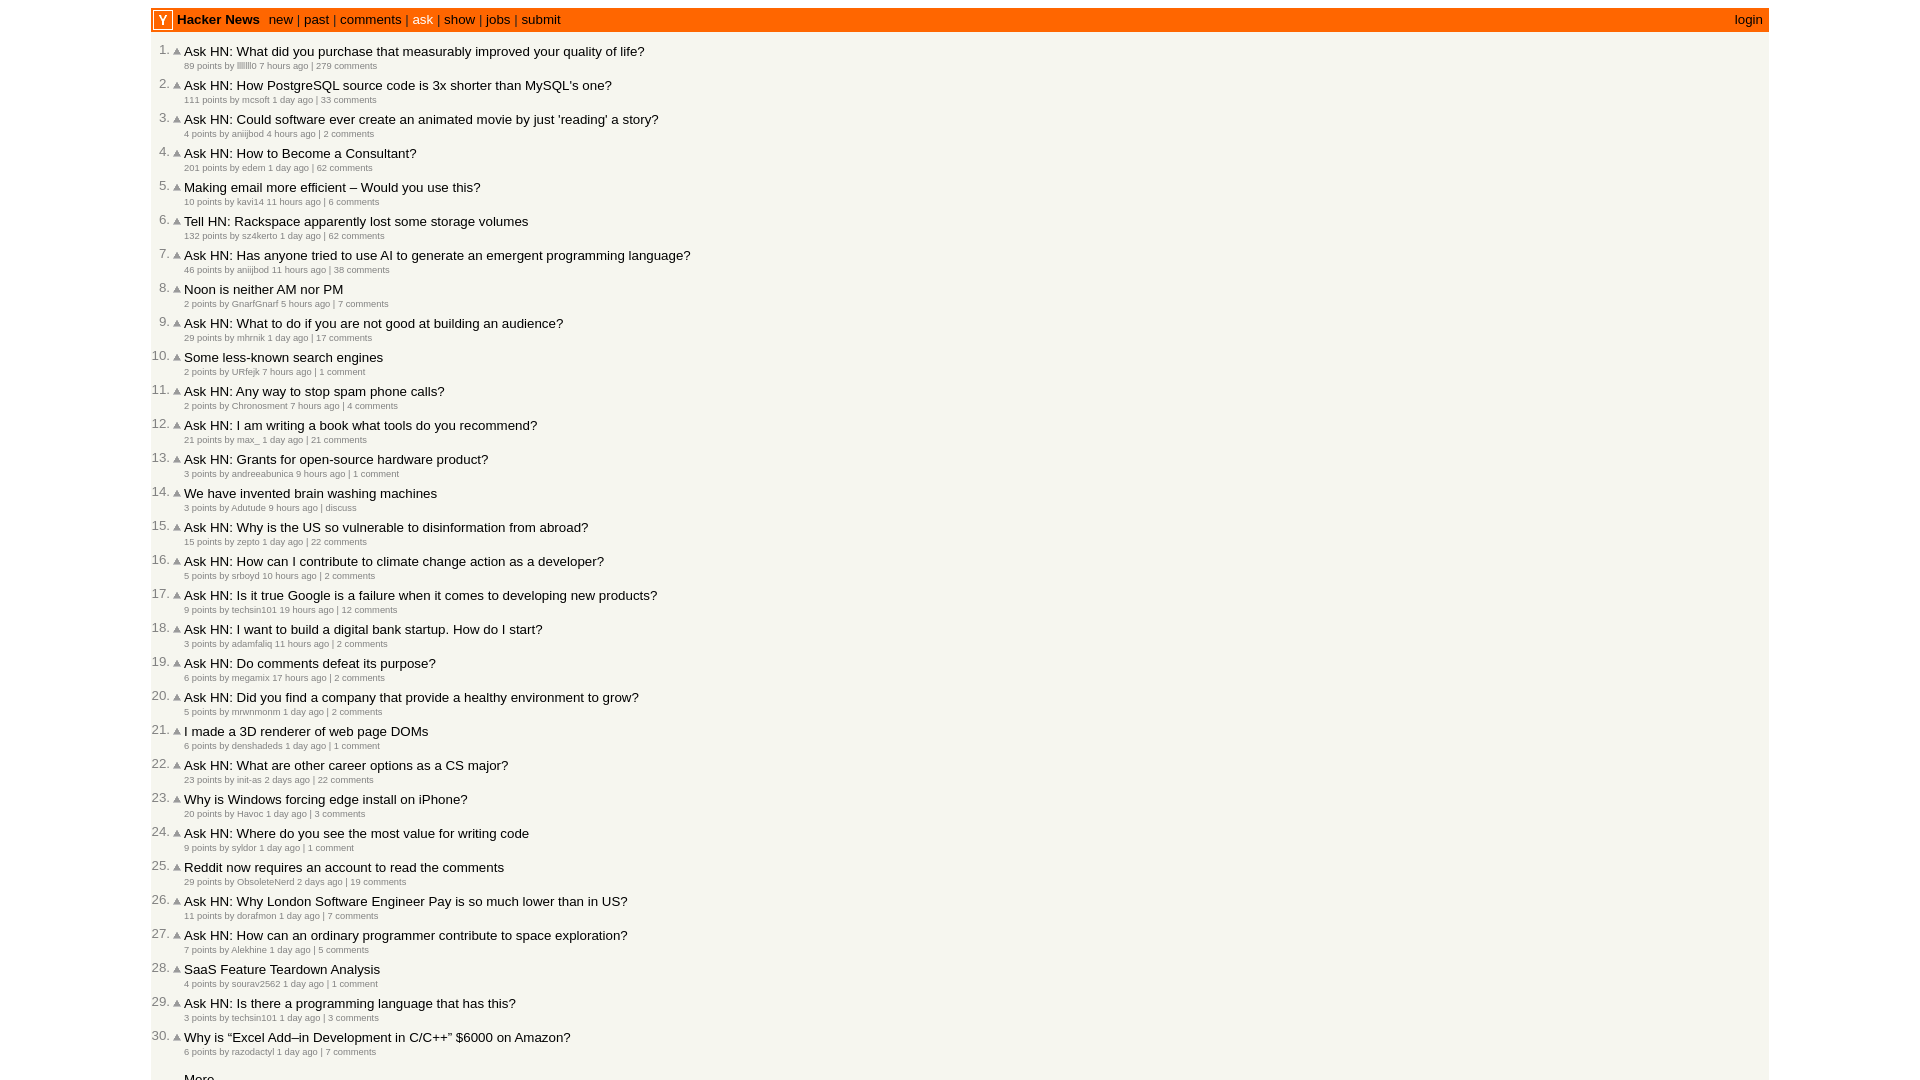 Y Hacker News new | past | comments | ask | show | jobs | submit login
1. Ask HN: What did you purchase that measurably improved your quality of life?
89 points by llllllll0 7 hours ago | 279 comments
2. Ask HN: How PostgreSQL source code is 3x shorter than MySQL's one?
111 points by mcsoft 1 day ago | 33 comments
3. Ask HN: Could software ever create an animated movie by just 'reading' a story?
4 points by aniijbod 4 hours ago | 2 comments
4. Ask HN: How to Become a Consultant?
201 points by edem 1 day ago | 62 comments
5. Making email more efficient – Would you use this?
10 points by kavi14 11 hours ago | 6 comments
6. Tell HN: Rackspace apparently lost some storage volumes
132 points by sz4kerto 1 day ago | 62 comments
7. Ask HN: Has anyone tried to use AI to generate an emergent programming language?
46 points by aniijbod 11 hours ago | 38 comments
8. Noon is neither AM nor PM
2 points by GnarfGnarf 5 hours ago | 7 comments
9. Ask HN: What to do if you are not good at building an audience?
29 points by mhrnik 1 day ago | 17 comments
10. Some less-known search engines
2 points by URfejk 7 hours ago | 1 comment
11. Ask HN: Any way to stop spam phone calls?
2 points by Chronosment 7 hours ago | 4 comments
12. Ask HN: I am writing a book what tools do you recommend?
21 points by max_ 1 day ago | 21 comments
13. Ask HN: Grants for open-source hardware product?
3 points by andreeabunica 9 hours ago | 1 comment
14. We have invented brain washing machines
3 points by Adutude 9 hours ago | discuss
15. Ask HN: Why is the US so vulnerable to disinformation from abroad?
15 points by zepto 1 day ago | 22 comments
16. Ask HN: How can I contribute to climate change action as a developer?
5 points by srboyd 10 hours ago | 2 comments
17. Ask HN: Is it true Google is a failure when it comes to developing new products?
9 points by techsin101 19 hours ago | 12 comments
18. Ask HN: I want to build a digital bank startup. How do I start?
3 points by adamfaliq 11 hours ago | 2 comments
19. Ask HN: Do comments defeat its purpose?
6 points by megamix 17 hours ago | 2 comments
20. Ask HN: Did you find a company that provide a healthy environment to grow?
5 points by mrwnmonm 1 day ago | 2 comments
21. I made a 3D renderer of web page DOMs
6 points by denshadeds 1 day ago | 1 comment
22. Ask HN: What are other career options as a CS major?
23 points by init-as 2 days ago | 22 comments
23. Why is Windows forcing edge install on iPhone?
20 points by Havoc 1 day ago | 3 comments
24. Ask HN: Where do you see the most value for writing code
9 points by syldor 1 day ago | 1 comment
25. Reddit now requires an account to read the comments
29 points by ObsoleteNerd 2 days ago | 19 comments
26. Ask HN: Why London Software Engineer Pay is so much lower than in US?
11 points by dorafmon 1 day ago | 7 comments
27. Ask HN: How can an ordinary programmer contribute to space exploration?
7 points by Alekhine 1 day ago | 5 comments
28. SaaS Feature Teardown Analysis
4 points by sourav2562 1 day ago | 1 comment
29. Ask HN: Is there a programming language that has this?
3 points by techsin101 1 day ago | 3 comments
30. Why is “Excel Add–in Development in C/C++” $6000 on Amazon?
6 points by razodactyl 1 day ago | 7 comments
More